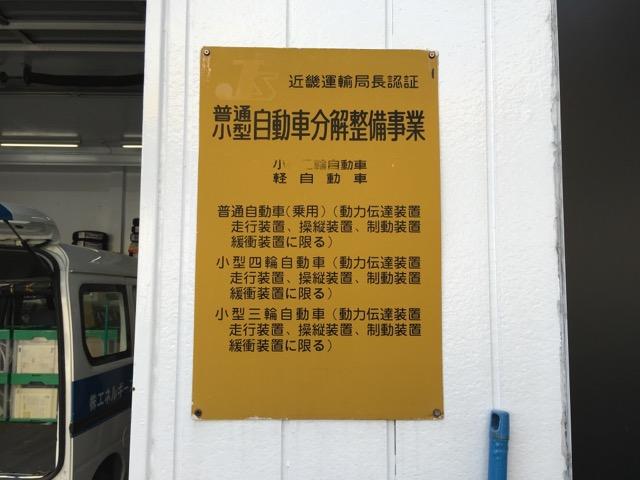 近畿運輸局長認証
普通
小型自動車分解整備事業
小 輪自動車
軽自動車
普通自動車(乗用)(動力伝達装置
走行装置、操縦装置、制動装置
緩衝装置に限る)
小型四輪自動車(動力伝達装置
走行装置、操縦装置、制動装置
緩衝装置に限る)
小型三輪自動車(動力伝達装置
走行装置、操縦装置、制動装置
緩衝装置に限る)
㈱エネルギー